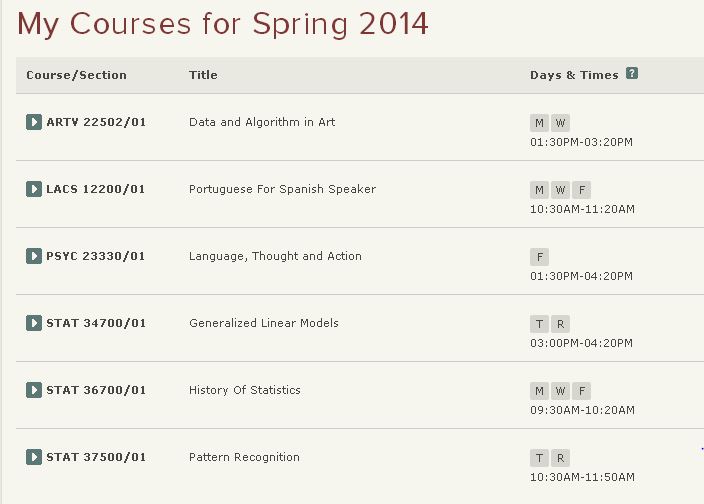 My Courses for Spring 2014
Course/Section Title Days & Times ?
ARTV 22502/01 Data and Algorithm in Art M W
01:30PM-03:20PM
LACS 12200/01 Portuguese For Spanish Speaker M W F
10:30AM-11:20AM
PSYC 23330/01 Language, Thought and Action F
01:30PM-04:20PM
STAT 34700/01 Generalized Linear Models T R
03:00PM-04:20PM
STAT 36700/01 History Of Statistics M W F
09:30AM-10:20AM
STAT 37500/01 Pattern Recognition T R
10:30AM-11:50AM